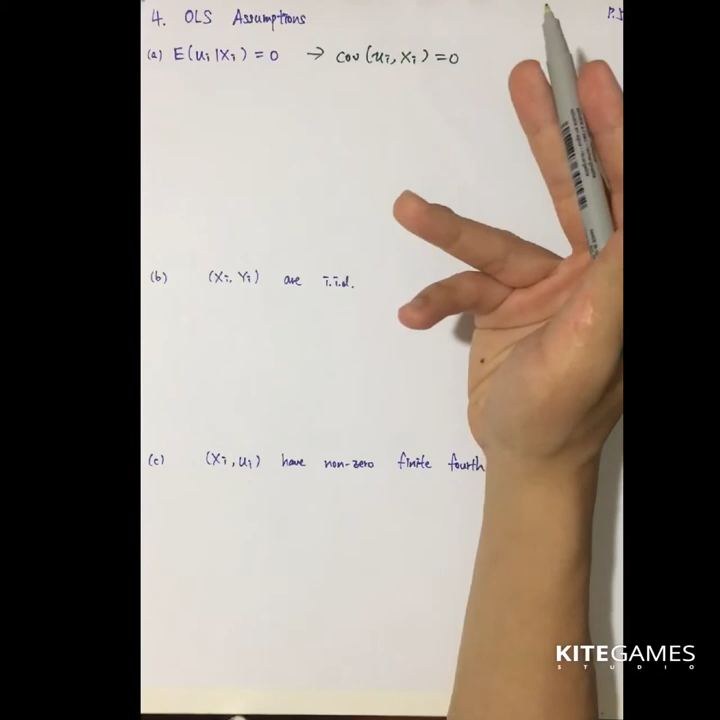 4. OLS Assumptions
(a) E(uᵢ|Xᵢ) = 0 → cov(uᵢ, Xᵢ) = 0
(b) (Xᵢ, Yᵢ) are i.i.d.
(c) (Xᵢ, uᵢ) have non-zero finite fourth
KITEGAMES
STUDIO